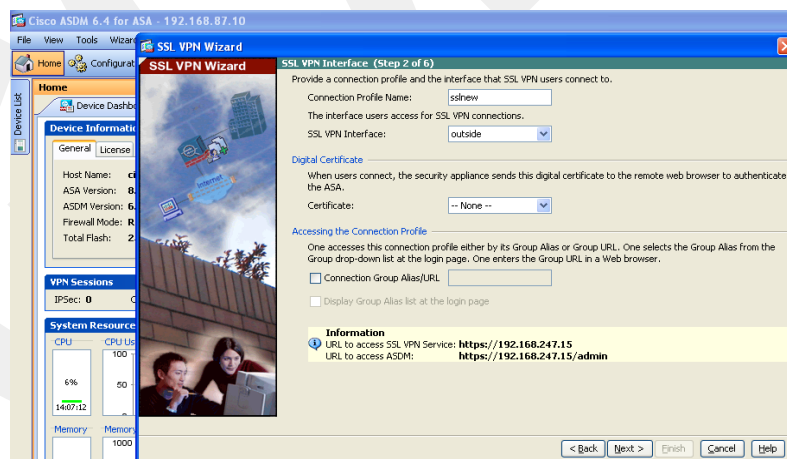 Cisco ASDM 6.4 for ASA - 192.168.87.10
File View Tools Wizar
Home Configurat
Device List
Home
Device Dashbo
Device Informatio
General License
Host Name: ci
ASA Version: 8.
ASDM Version: 6.
Firewall Mode: R
Total Flash: 2
VPN Sessions
IPSec: 0 C
System Resource
CPU CPU Us
100
6%
50
14:07:12
0
Memory Memory
1000
SSL VPN Wizard
SSL VPN Wizard
Internet
SSL VPN Interface (Step 2 of 6)
Provide a connection profile and the interface that SSL VPN users connect to.
Connection Profile Name: sslnew
The interface users access for SSL VPN connections.
SSL VPN Interface: outside
Digital Certificate
When users connect, the security appliance sends this digital certificate to the remote web browser to authenticate
the ASA.
Certificate: -- None --
Accessing the Connection Profile
One accesses this connection profile either by its Group Alias or Group URL. One selects the Group Alias from the
Group drop-down list at the login page. One enters the Group URL in a Web browser.
Connection Group Alias/URL
Display Group Alias list at the login page
Information
URL to access SSL VPN Service: https://192.168.247.15
URL to access ASDM: https://192.168.247.15/admin
< Back Next > Finish Cancel Help